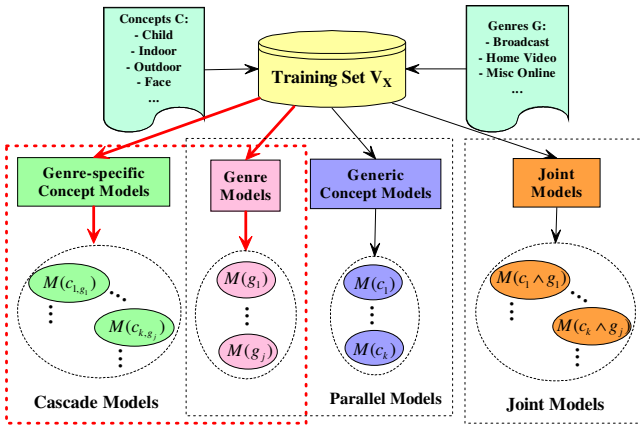 Concepts C:
- Child
- Indoor
- Outdoor
- Face
...
Training Set V_X
Genres G:
- Broadcast
- Home Video
- Misc Online
...
Genre-specific
Concept Models
Genre
Models
Generic
Concept Models
Joint
Models
M(c_{1,g_1})
M(c_{k,g_j})
M(g_1)
M(g_j)
M(c_1)
M(c_k)
M(c_1 ∧ g_1)
M(c_k ∧ g_j)
Cascade Models
Parallel Models
Joint Models